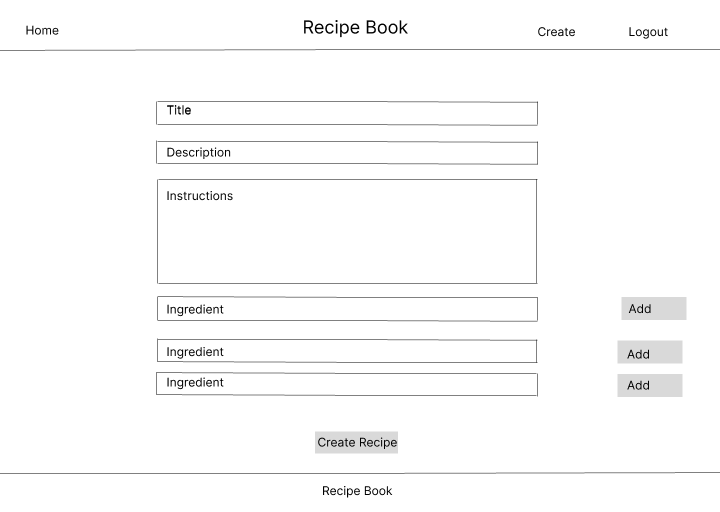 Home
Recipe Book
Create
Logout
Title
Description
Instructions
Ingredient
Add
Ingredient
Add
Ingredient
Add
Create Recipe
Recipe Book